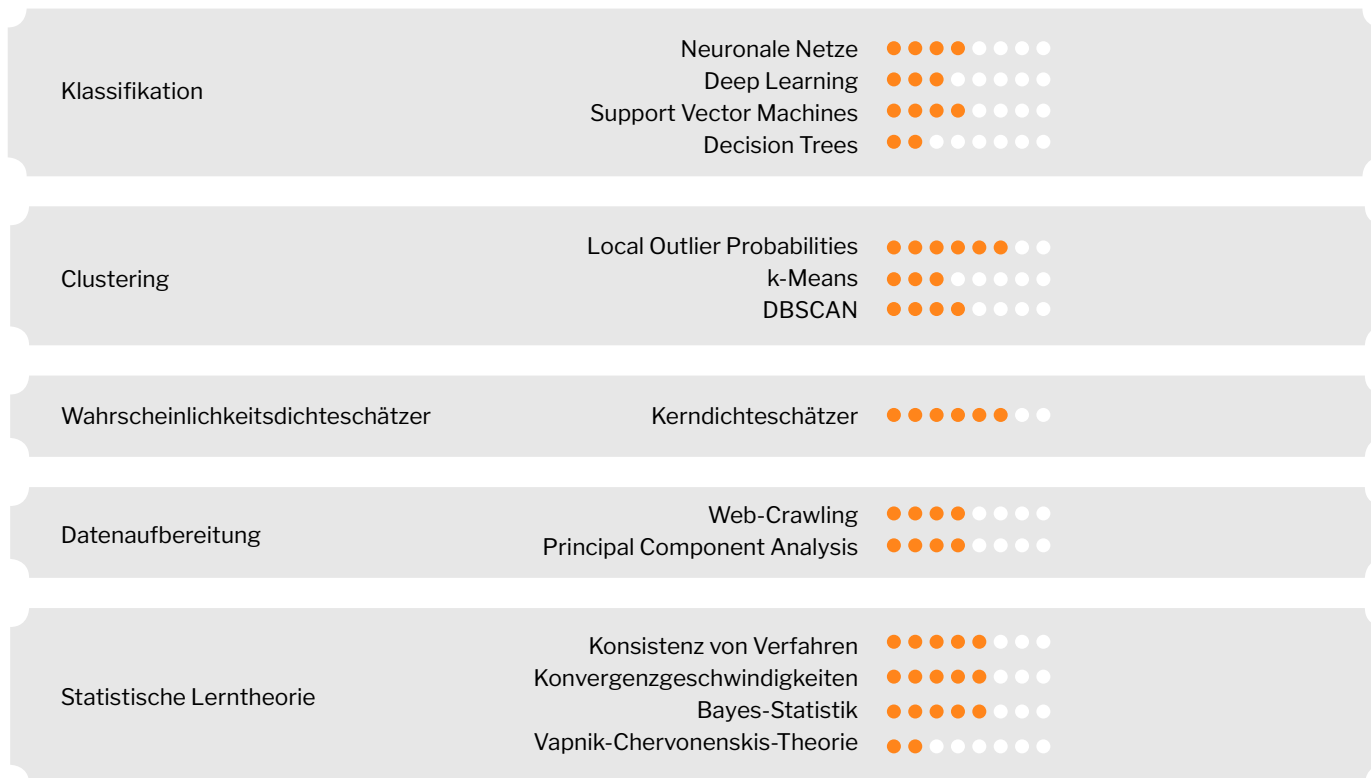 Klassifikation
Neuronale Netze
Deep Learning
Support Vector Machines
Decision Trees
Clustering
Local Outlier Probabilities
k-Means
DBSCAN
Wahrscheinlichkeitsdichteschätzer
Kerndichteschätzer
Datenaufbereitung
Web-Crawling
Principal Component Analysis
Statistische Lerntheorie
Konsistenz von Verfahren
Konvergenzgeschwindigkeiten
Bayes-Statistik
Vapnik-Chervonenskis-Theorie